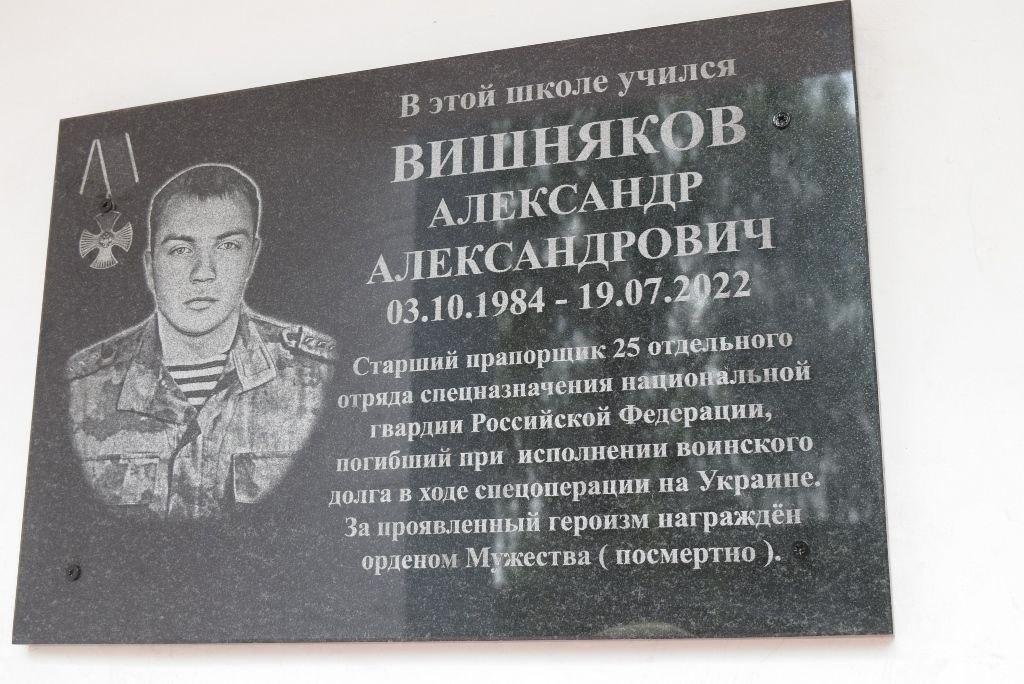 В этой школе учился
ВИШНЯКОВ
АЛЕКСАНДР
АЛЕКСАНДРОВИЧ
03.10.1984 - 19.07.2022
Старший прапорщик 25 отдельного
отряда спецназначения национальной
гвардии Российской Федерации,
погибший при исполнении воинского
долга в ходе спецоперации на Украине.
За проявленный героизм награждён
орденом Мужества ( посмертно ).